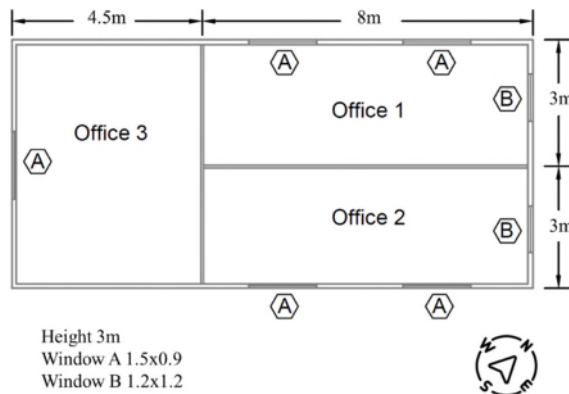 4.5m
8m
A
A
B
3m
Office 1
Office 3
A
Office 2
B
3m
A
A
Height 3m
Window A 1.5x0.9
Window B 1.2x1.2
W
N
S
E